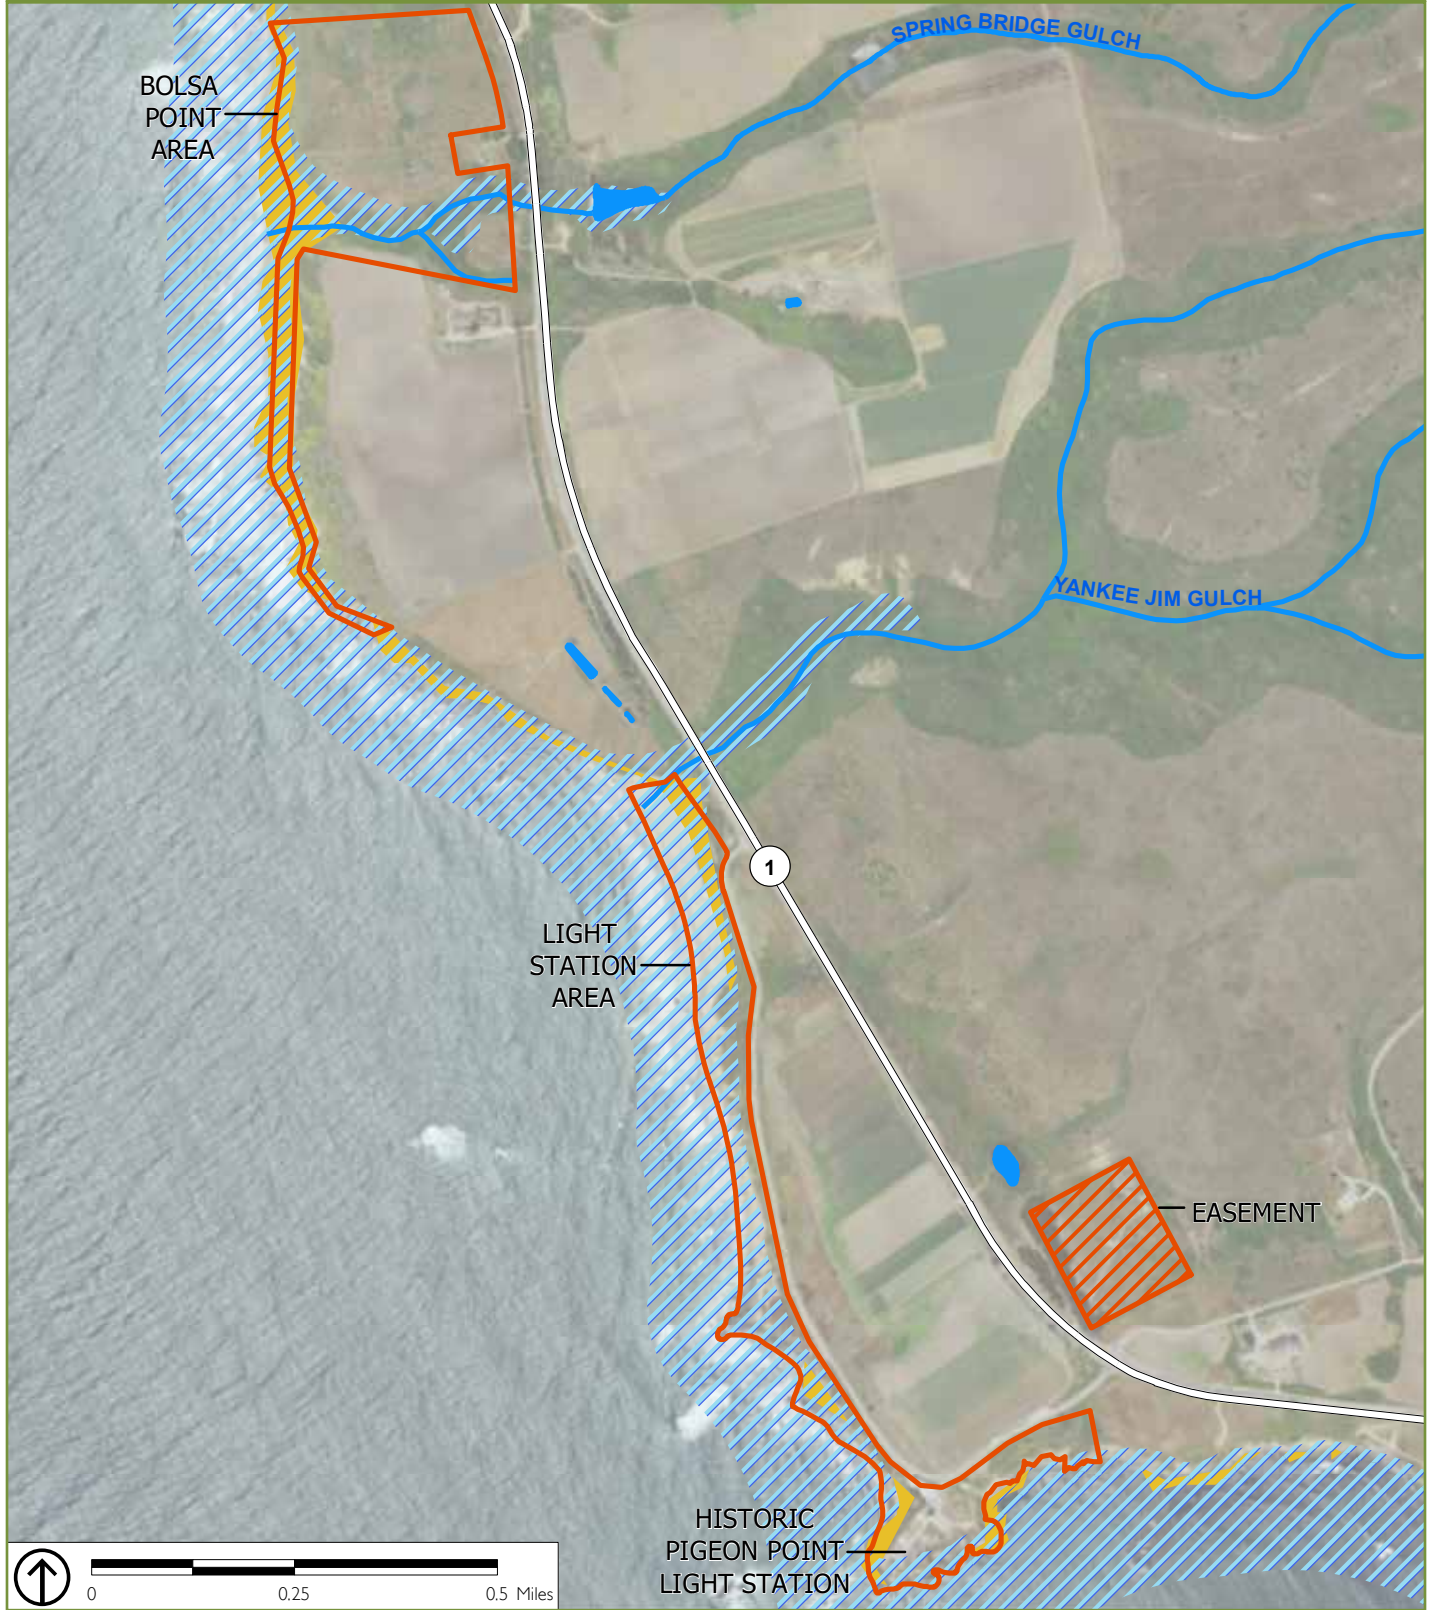 SPRING BRIDGE GULCH
BOLSA
POINT
AREA
YANKEE JIM GULCH
1
LIGHT
STATION
AREA
EASEMENT
HISTORIC
PIGEON POINT
LIGHT STATION
0 0.25 0.5 Miles